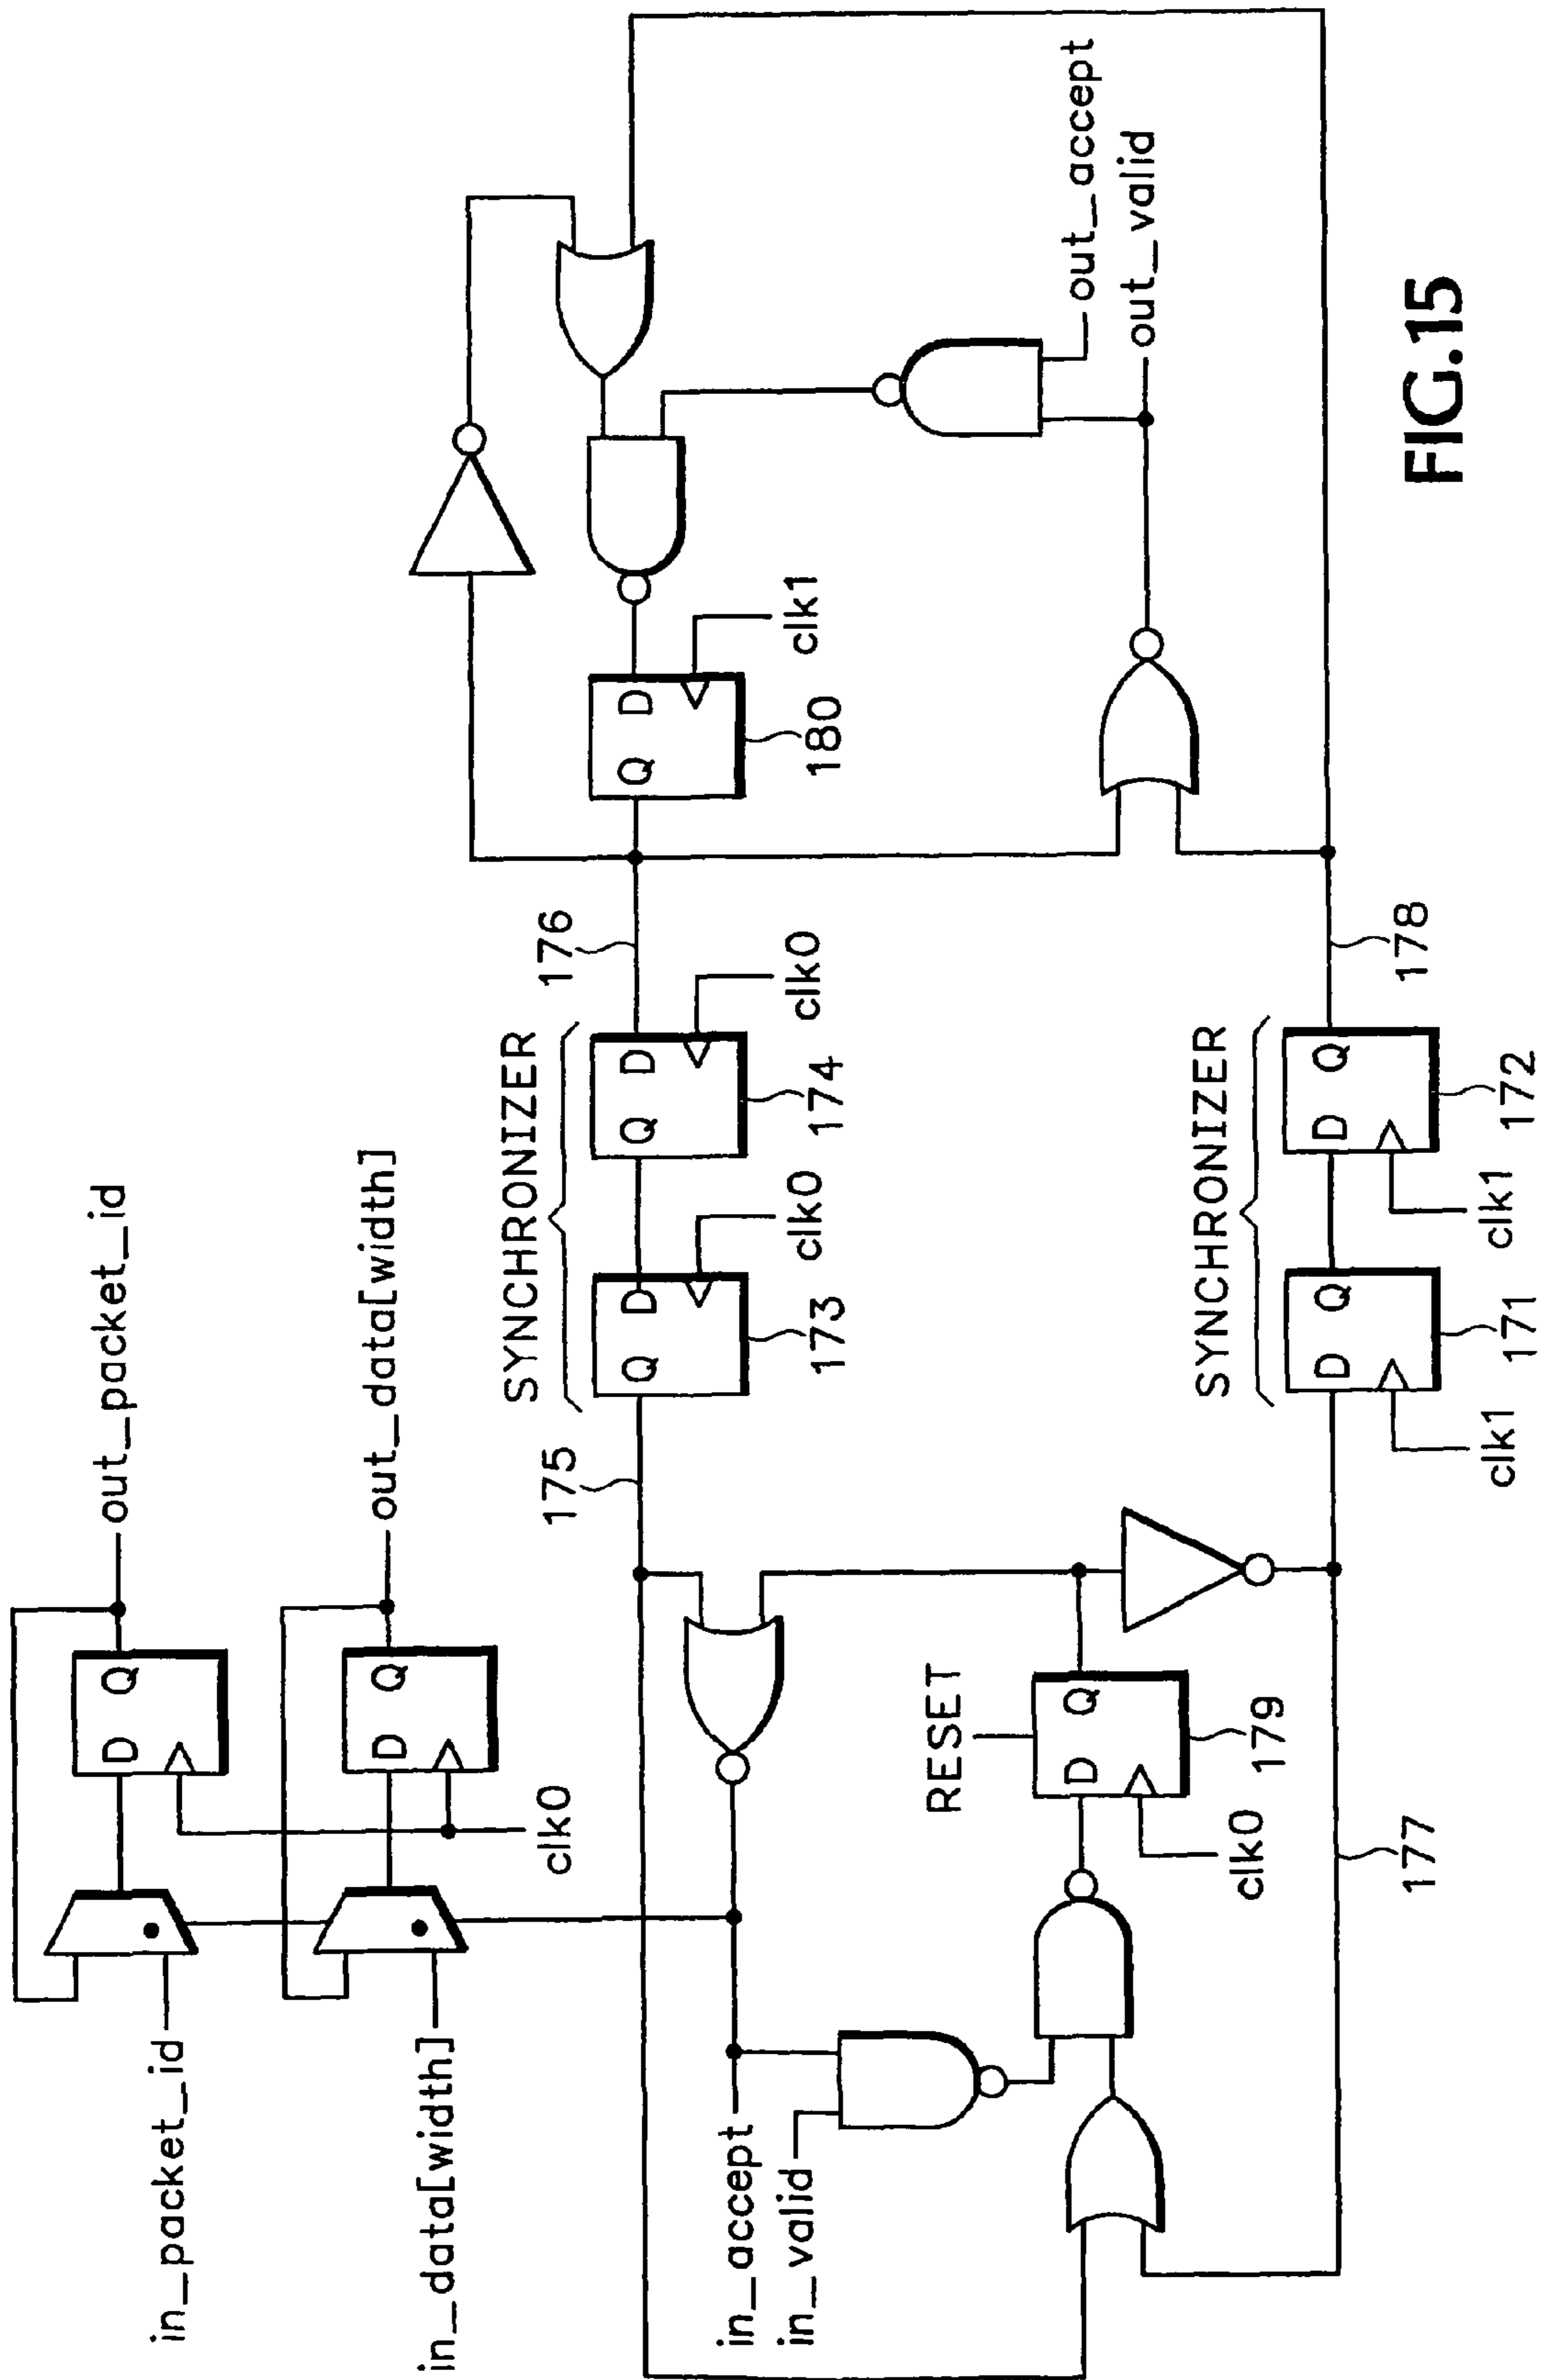 in_packet_id
D Q
out_packet_id
in_data[width]
D Q
out_data[width]
clk0
in_accept
in_valid
RESET
D Q
179
clk0
175
SYNCHRONIZER
Q D
173
clk0
Q D
174
clk0
176
Q D
180
clk1
out_accept
out_valid
177
SYNCHRONIZER
D Q
171
clk1
D Q
172
clk1
178
FIG.15